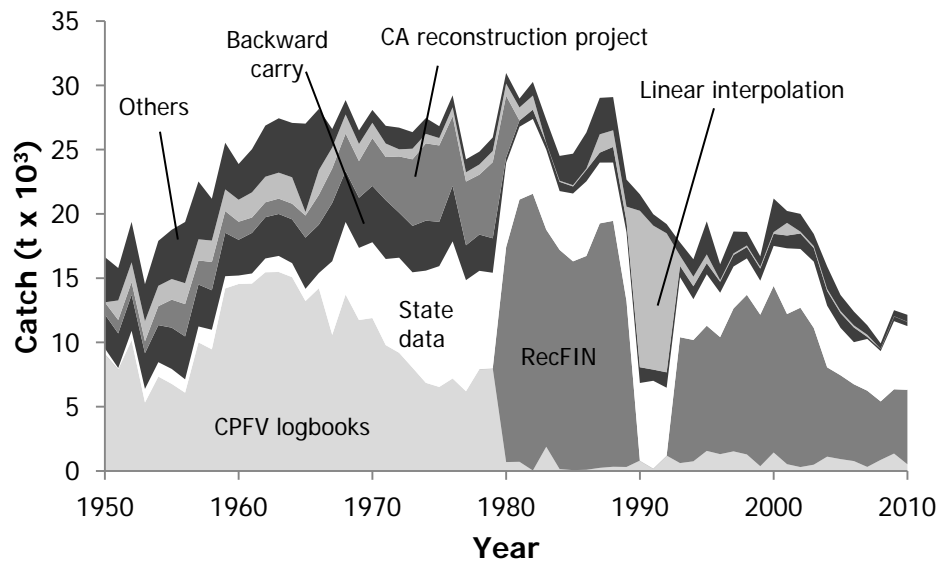 35
30
25
20
15
10
5
0
Catch (t x 10³)
Backward
carry
CA reconstruction project
Others
Linear interpolation
State
data
RecFIN
CPFV logbooks
1950 1960 1970 1980 1990 2000 2010
Year